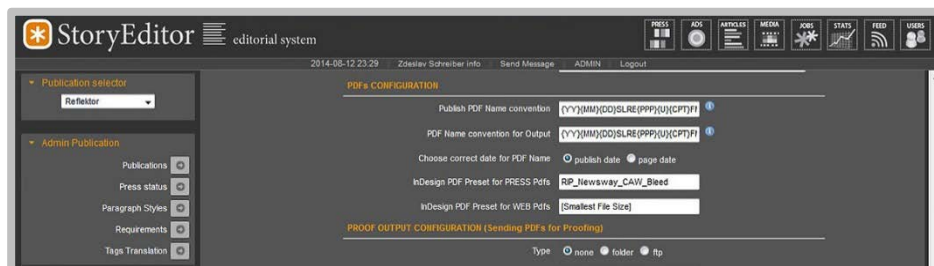 StoryEditor editorial system
PRESS ADS ARTICLES MEDIA JOBS STATS FEED USERS
2014-08-12 23:29 Zdeslav Schreiber info Send Message ADMIN Logout
Publication selector
Reflektor
Admin Publication
Publications
Press status
Paragraph Styles
Requirements
Tags Translation
PDFs CONFIGURATION
Publish PDF Name convention {YY}{MM}{DD}SLRE{PPP}{U}{CPT}FI
PDF Name convention for Output {YY}{MM}{DD}SLRE{PPP}{U}{CPT}FI
Choose correct date for PDF Name publish date page date
InDesign PDF Preset for PRESS Pdfs RIP_Newsway_CAW_Bleed
InDesign PDF Preset for WEB Pdfs [Smallest File Size]
PROOF OUTPUT CONFIGURATION (Sending PDFs for Proofing)
Type none folder ftp